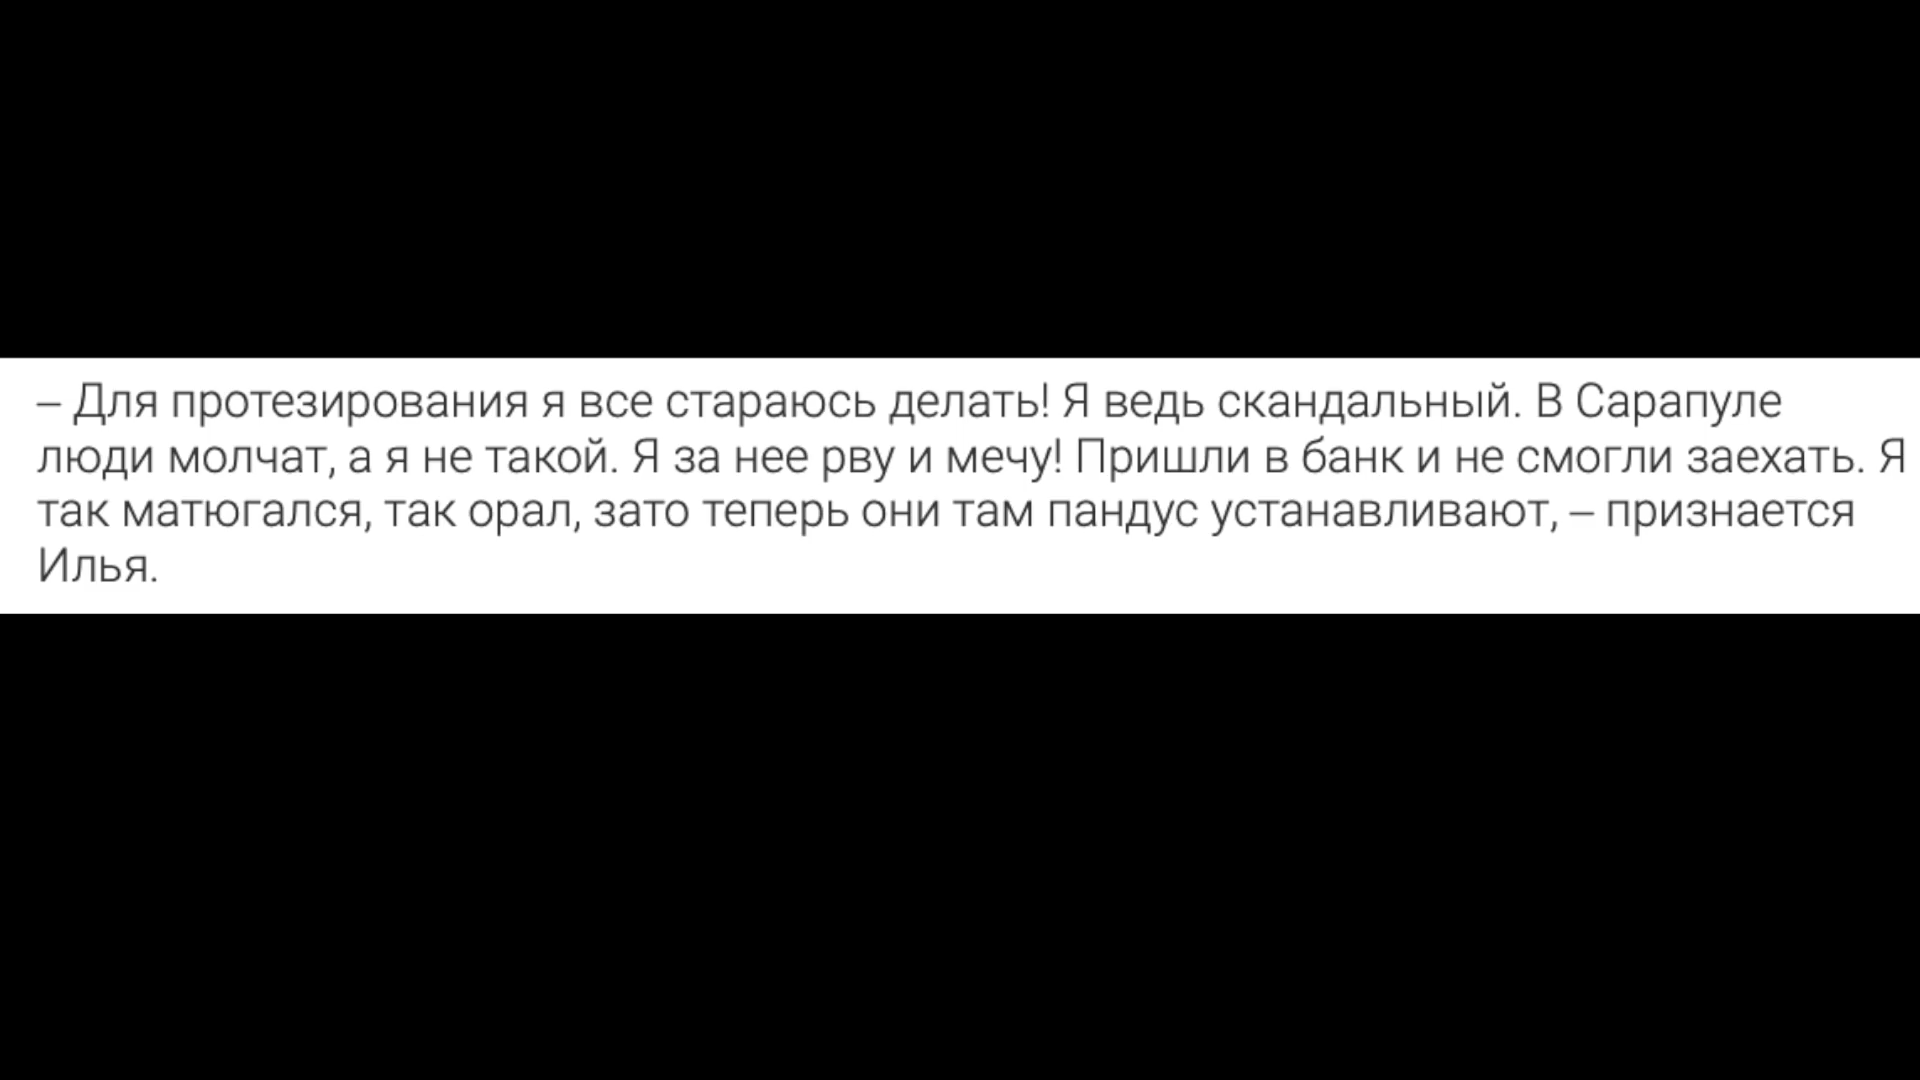 – Для протезирования я все стараюсь делать! Я ведь скандальный. В Сарапуле
люди молчат, а я не такой. Я за нее рву и мечу! Пришли в банк и не смогли заехать. Я
так матюгался, так орал, зато теперь они там пандус устанавливают, – признается
Илья.